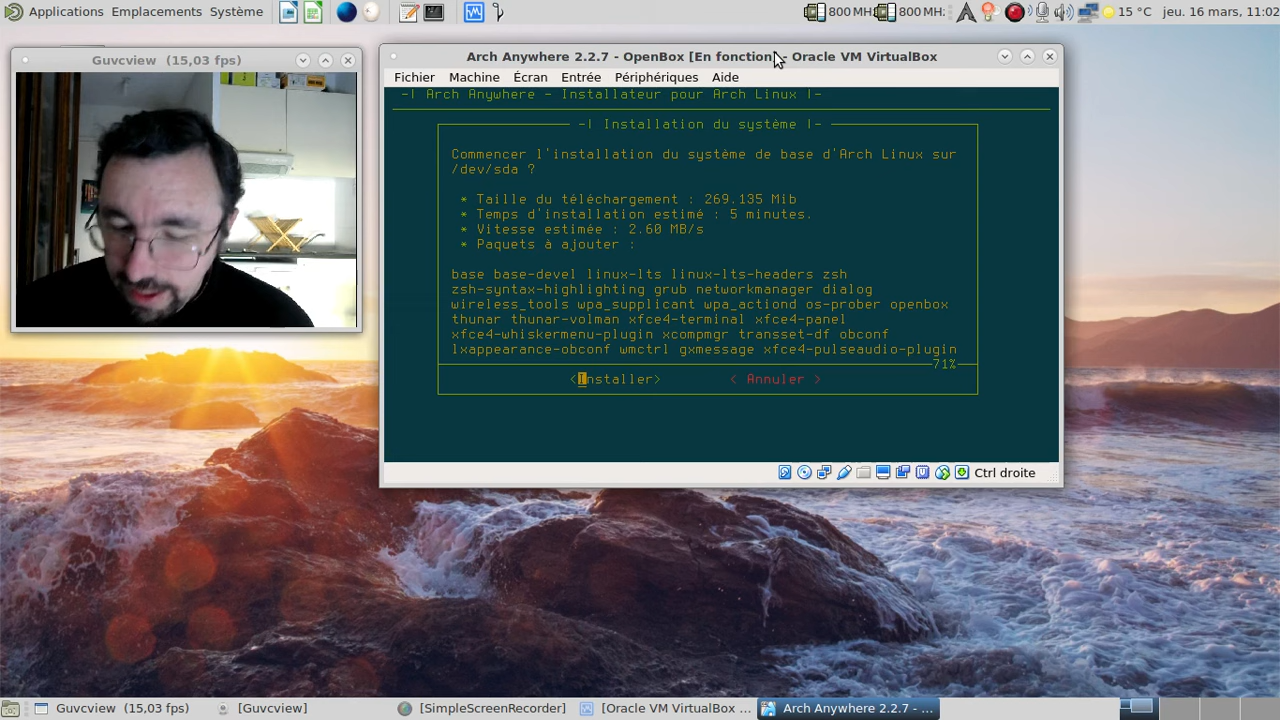 Applications Emplacements Système
800 MHz
800 MH:
15 °C
jeu. 16 mars, 11:02
Guvcview (15,03 fps)
Arch Anywhere 2.2.7 - OpenBox [En fonction] - Oracle VM VirtualBox
Fichier Machine Écran Entrée Périphériques Aide
-| Arch Anywhere - Installateur pour Arch Linux |-
-| Installation du système |-
Commencer l'installation du système de base d'Arch Linux sur
/dev/sda ?
* Taille du téléchargement : 269.135 Mib
* Temps d'installation estimé : 5 minutes.
* Vitesse estimée : 2.60 MB/s
* Paquets à ajouter :
base base-devel linux-lts linux-lts-headers zsh
zsh-syntax-highlighting grub networkmanager dialog
wireless_tools wpa_supplicant wpa_actiond os-prober openbox
thunar thunar-volman xfce4-terminal xfce4-panel
xfce4-whiskermenu-plugin xcompmgr transset-df obconf
lxappearance-obconf wmctrl gxmessage xfce4-pulseaudio-plugin
71%
<Installer> < Annuler >
Ctrl droite
Guvcview (15,03 fps)
[Guvcview]
[SimpleScreenRecorder]
[Oracle VM VirtualBox ...
Arch Anywhere 2.2.7 - ...